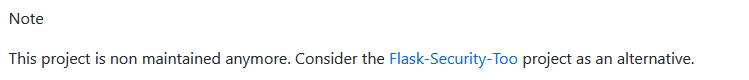 Note
This project is non maintained anymore. Consider the Flask-Security-Too project as an alternative.